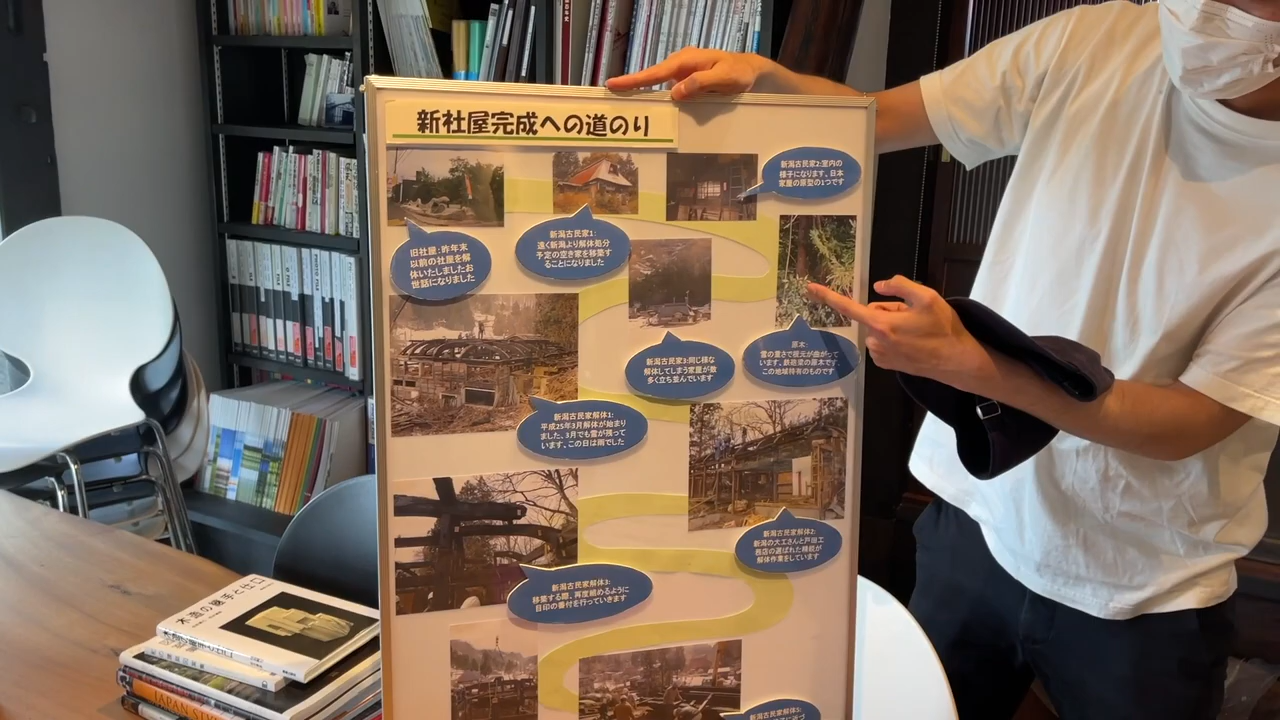 新社屋完成への道のり
新潟古民家2:室内の
様子になります。日本
家屋の原型の1つです
旧社屋:昨年末
以前の社屋を解
体いたしましたお
世話になりました
新潟古民家1:
遠く新潟より解体処分
予定の空き家を移築す
ることになりました
新潟古民家3:同じ様な
解体してしまう家屋が数
多く立ち並んでいます
原木:
雪の重さで根元が曲がって
います。鉄砲梁の原木です
この地域特有のものです
新潟古民家解体1:
平成25年3月解体が始まり
ました、3月でも雪が残って
います、この日は雨でした
新潟古民家解体2:
新潟の大工さんと戸田工
務店の選ばれた精鋭が
解体作業をしています
新潟古民家解体3:
移築する際、再度組めるように
目印の番付を行っていきます
新潟古民家解体5:
木造の継手と仕口
JAPAN STY